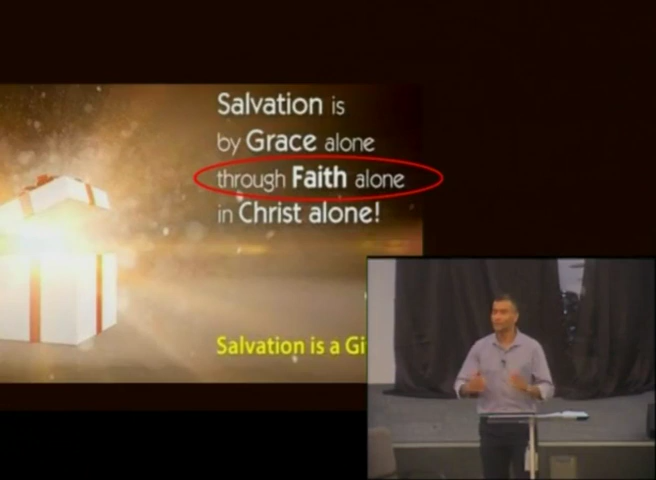 Salvation is
by Grace alone
through Faith alone
in Christ alone!
Salvation is a Gi